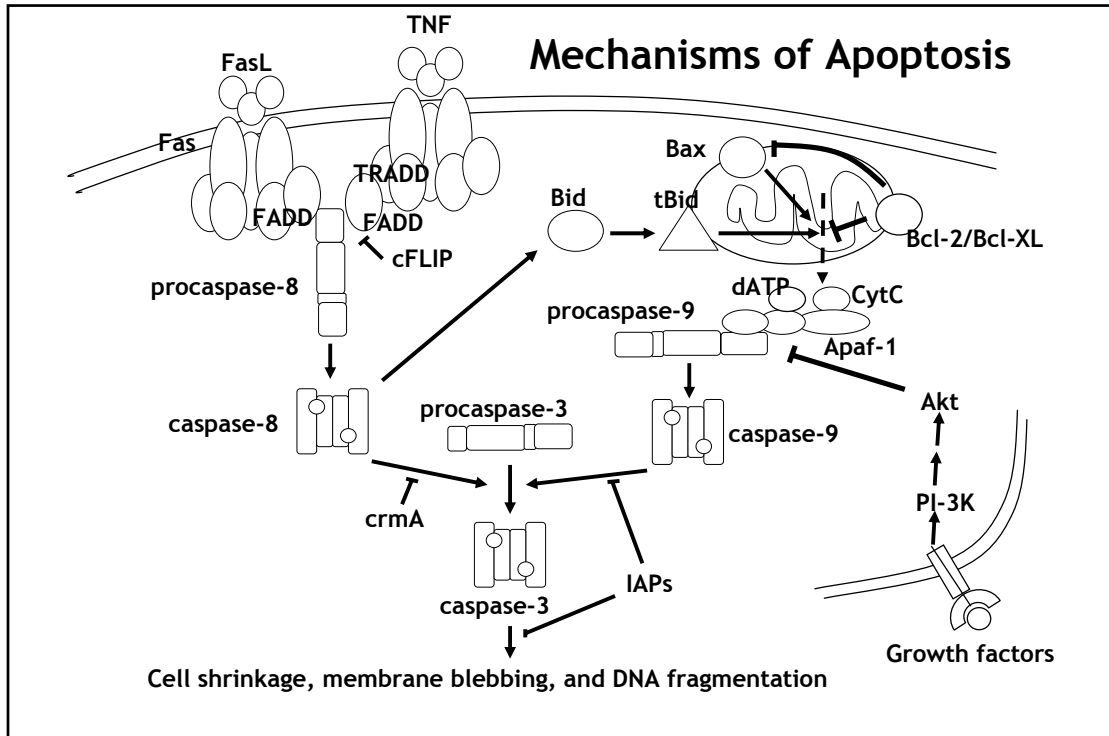 Mechanisms of Apoptosis
TNF
FasL
Fas
TRADD
FADD
FADD
cFLIP
procaspase-8
Bid
tBid
Bax
Bcl-2/Bcl-XL
dATP
CytC
procaspase-9
Apaf-1
caspase-8
procaspase-3
caspase-9
Akt
crmA
PI-3K
IAPs
caspase-3
Growth factors
Cell shrinkage, membrane blebbing, and DNA fragmentation